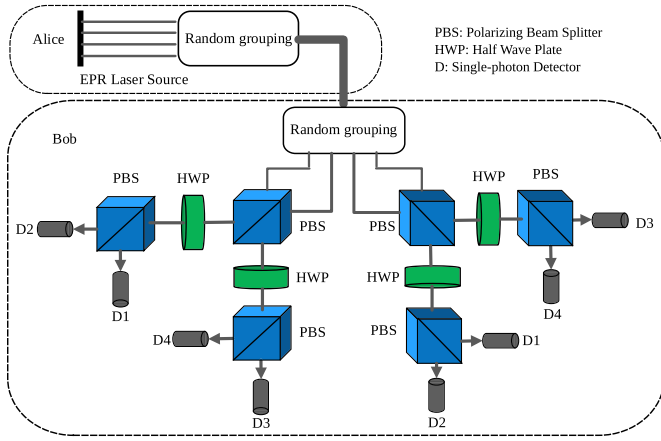 Alice
Random grouping
EPR Laser Source
PBS: Polarizing Beam Splitter
HWP: Half Wave Plate
D: Single-photon Detector
Bob
Random grouping
PBS
HWP
HWP
PBS
D2
PBS
PBS
D3
HWP
HWP
D1
D4
D4
PBS
PBS
D1
D3
D2